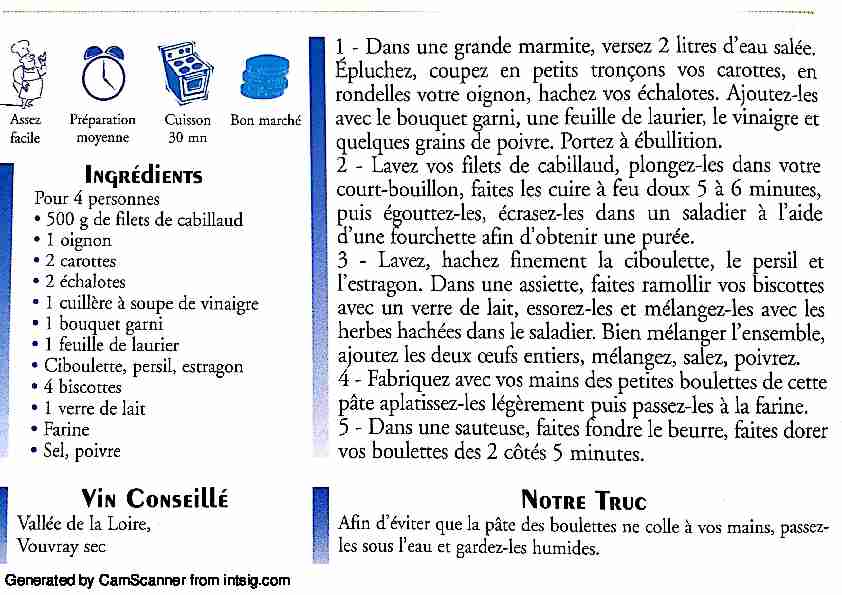 Assez
facile
Préparation
moyenne
Cuisson
30 mn
Bon marché
Ingrédients
Pour 4 personnes
• 500 g de filets de cabillaud
• 1 oignon
• 2 carottes
• 2 échalotes
• 1 cuillère à soupe de vinaigre
• 1 bouquet garni
• 1 feuille de laurier
• Ciboulette, persil, estragon
• 4 biscottes
• 1 verre de lait
• Farine
• Sel, poivre
Vin Conseillé
Vallée de la Loire,
Vouvray sec
1 - Dans une grande marmite, versez 2 litres d'eau salée.
Épluchez, coupez en petits tronçons vos carottes, en
rondelles votre oignon, hachez vos échalotes. Ajoutez-les
avec le bouquet garni, une feuille de laurier, le vinaigre et
quelques grains de poivre. Portez à ébullition.
2 - Lavez vos filets de cabillaud, plongez-les dans votre
court-bouillon, faites les cuire à feu doux 5 à 6 minutes,
puis égouttez-les, écrasez-les dans un saladier à l'aide
d'une fourchette afin d'obtenir une purée.
3 - Lavez, hachez finement la ciboulette, le persil et
l'estragon. Dans une assiette, faites ramollir vos biscottes
avec un verre de lait, essorez-les et mélangez-les avec les
herbes hachées dans le saladier. Bien mélanger l'ensemble,
ajoutez les deux œufs entiers, mélangez, salez, poivrez.
4 - Fabriquez avec vos mains des petites boulettes de cette
pâte aplatissez-les légèrement puis passez-les à la farine.
5 - Dans une sauteuse, faites fondre le beurre, faites dorer
vos boulettes des 2 côtés 5 minutes.
Notre Truc
Afin d'éviter que la pâte des boulettes ne colle à vos mains, passez-
les sous l'eau et gardez-les humides.
Generated by CamScanner from intsig.com